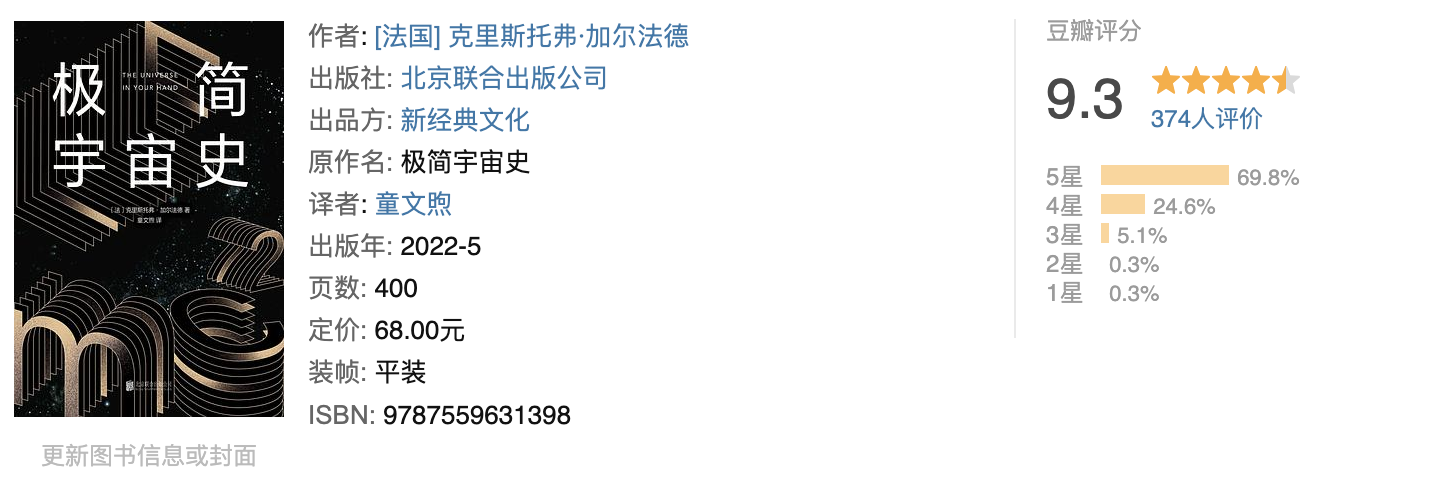 极 简
THE UNIVERSE
IN YOUR HAND
宇宙史
[法]克里斯托弗·加尔法德 著
童文煦 译
me2
更新图书信息或封面
作者: [法国] 克里斯托弗·加尔法德
出版社: 北京联合出版公司
出品方: 新经典文化
原作名: 极简宇宙史
译者: 童文煦
出版年: 2022-5
页数: 400
定价: 68.00元
装帧: 平装
ISBN: 9787559631398
豆瓣评分
9.3
374人评价
5星 69.8%
4星 24.6%
3星 5.1%
2星 0.3%
1星 0.3%